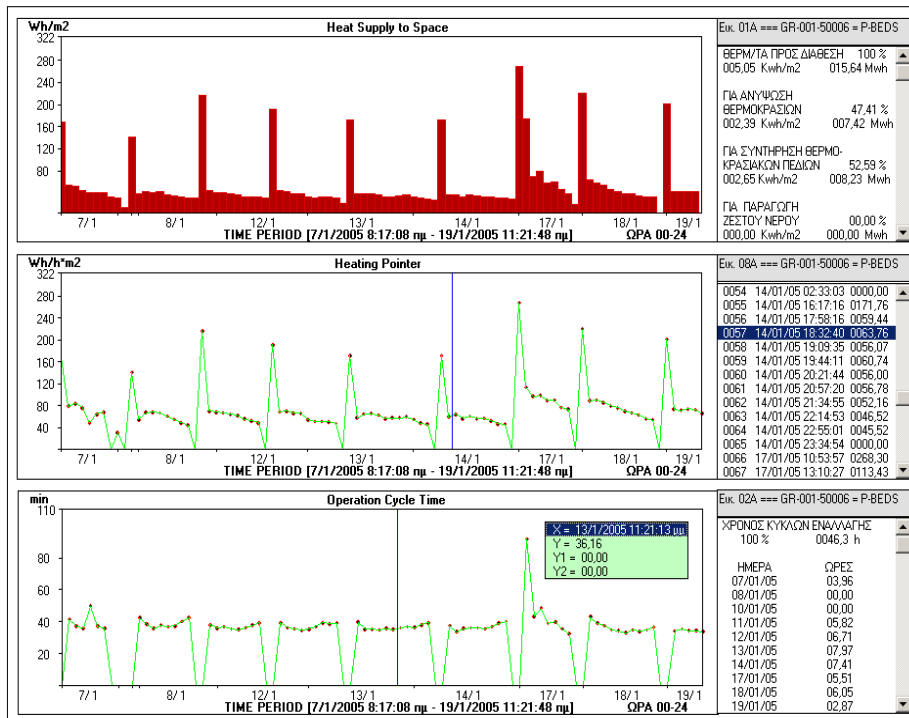 Heat Supply to Space
Wh/m2
322
280
240
200
160
120
80
7/ 1 8/ 1 12/ 1 13/ 1 14/ 1 17/ 1 18/ 1 19/ 1
TIME PERIOD [7/1/2005 8:17:08 πμ - 19/1/2005 11:21:48 πμ] ΩΡΑ 00-24
Εικ. 01A === GR-001-50006 = P-BEDS
ΘΕΡΜ/ΤΑ ΠΡΟΣ ΔΙΑΘΕΣΗ 100 %
005,05 Kwh/m2 015,64 Mwh
ΓΙΑ ΑΝΥΨΩΣΗ
ΘΕΡΜΟΚΡΑΣΙΩΝ 47,41 %
002,39 Kwh/m2 007,42 Mwh
ΓΙΑ ΣΥΝΤΗΡΗΣΗ ΘΕΡΜΟ-
ΚΡΑΣΙΑΚΩΝ ΠΕΔΙΩΝ 52,59 %
002,65 Kwh/m2 008,23 Mwh
ΓΙΑ ΠΑΡΑΓΩΓΗ
ΖΕΣΤΟΥ ΝΕΡΟΥ 00,00 %
000,00 Kwh/m2 000,00 Mwh
Heating Pointer
Wh/h*m2
322
280
240
200
160
120
80
40
7/ 1 8/ 1 12/ 1 13/ 1 14/ 1 17/ 1 18/ 1 19/ 1
TIME PERIOD [7/1/2005 8:17:08 πμ - 19/1/2005 11:21:48 πμ] ΩΡΑ 00-24
Εικ. 08A === GR-001-50006 = P-BEDS
0054 14/01/05 02:33:03 0000,00
0055 14/01/05 16:17:16 0171,76
0056 14/01/05 17:58:16 0059,44
0057 14/01/05 18:32:40 0063,76
0058 14/01/05 19:09:35 0056,07
0059 14/01/05 19:44:11 0060,74
0060 14/01/05 20:21:44 0056,00
0061 14/01/05 20:57:20 0056,78
0062 14/01/05 21:34:55 0052,16
0063 14/01/05 22:14:53 0046,52
0064 14/01/05 22:55:01 0045,52
0065 14/01/05 23:34:54 0000,00
0066 17/01/05 10:53:57 0268,30
0067 17/01/05 13:10:27 0113,43
Operation Cycle Time
min
110
80
60
40
20
7/ 1 8/ 1 12/ 1 13/ 1 14/ 1 17/ 1 18/ 1 19/ 1
TIME PERIOD [7/1/2005 8:17:08 πμ - 19/1/2005 11:21:48 πμ] ΩΡΑ 00-24
X = 13/1/2005 11:21:13 μμ
Y = 36,16
Y1 = 00,00
Y2 = 00,00
Εικ. 02A === GR-001-50006 = P-BEDS
ΧΡΟΝΟΣ ΚΥΚΛΩΝ ΕΝΑΛΛΑΓΗΣ
100 % 0046,3 h
ΗΜΕΡΑ ΩΡΕΣ
07/01/05 03,96
08/01/05 00,00
10/01/05 00,00
11/01/05 05,82
12/01/05 06,71
13/01/05 07,97
14/01/05 07,41
17/01/05 05,51
18/01/05 06,05
19/01/05 02,87